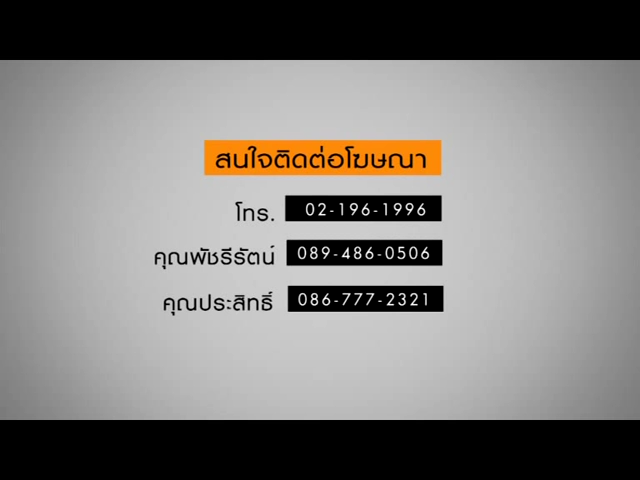 สนใจติดต่อโฆษณา
โทร. 02-196-1996
คุณพัชรีรัตน์ 089-486-0506
คุณประสิทธิ์ 086-777-2321